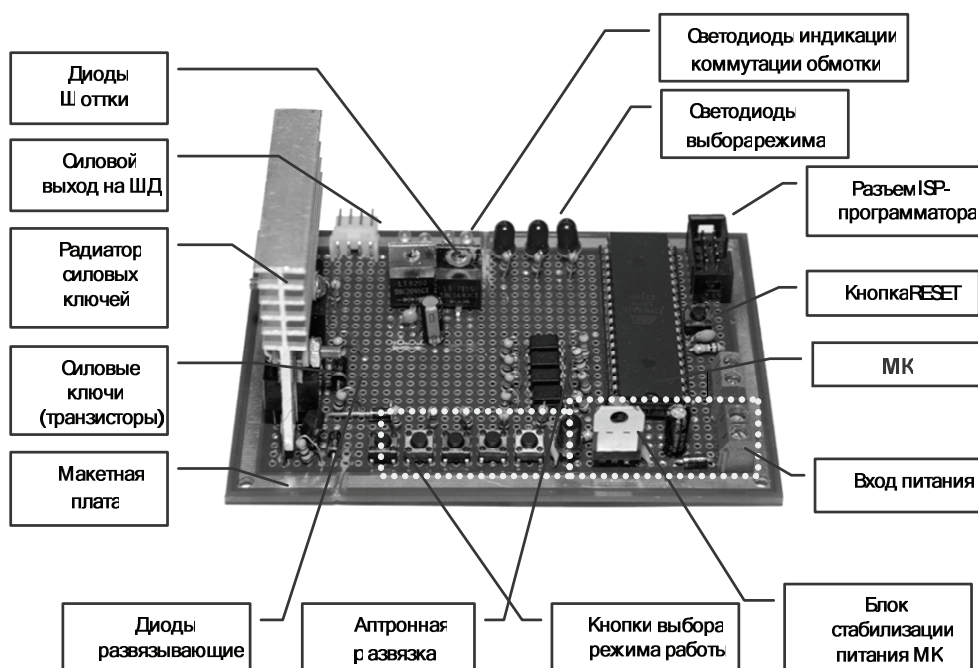 Светодиоды индикации
коммутации обмотки
Диоды
Шоттки
Светодиоды
выбора режима
Силовой
выход на ШД
Разъем ISP-
программатора
Радиатор
силовых
ключей
Кнопка RESET
Силовые
ключи
(транзисторы)
МК
Макетная
плата
Вход питания
Диоды
развязывающие
Аптронная
развязка
Кнопки выбора
режима работы
Блок
стабилизации
питания МК